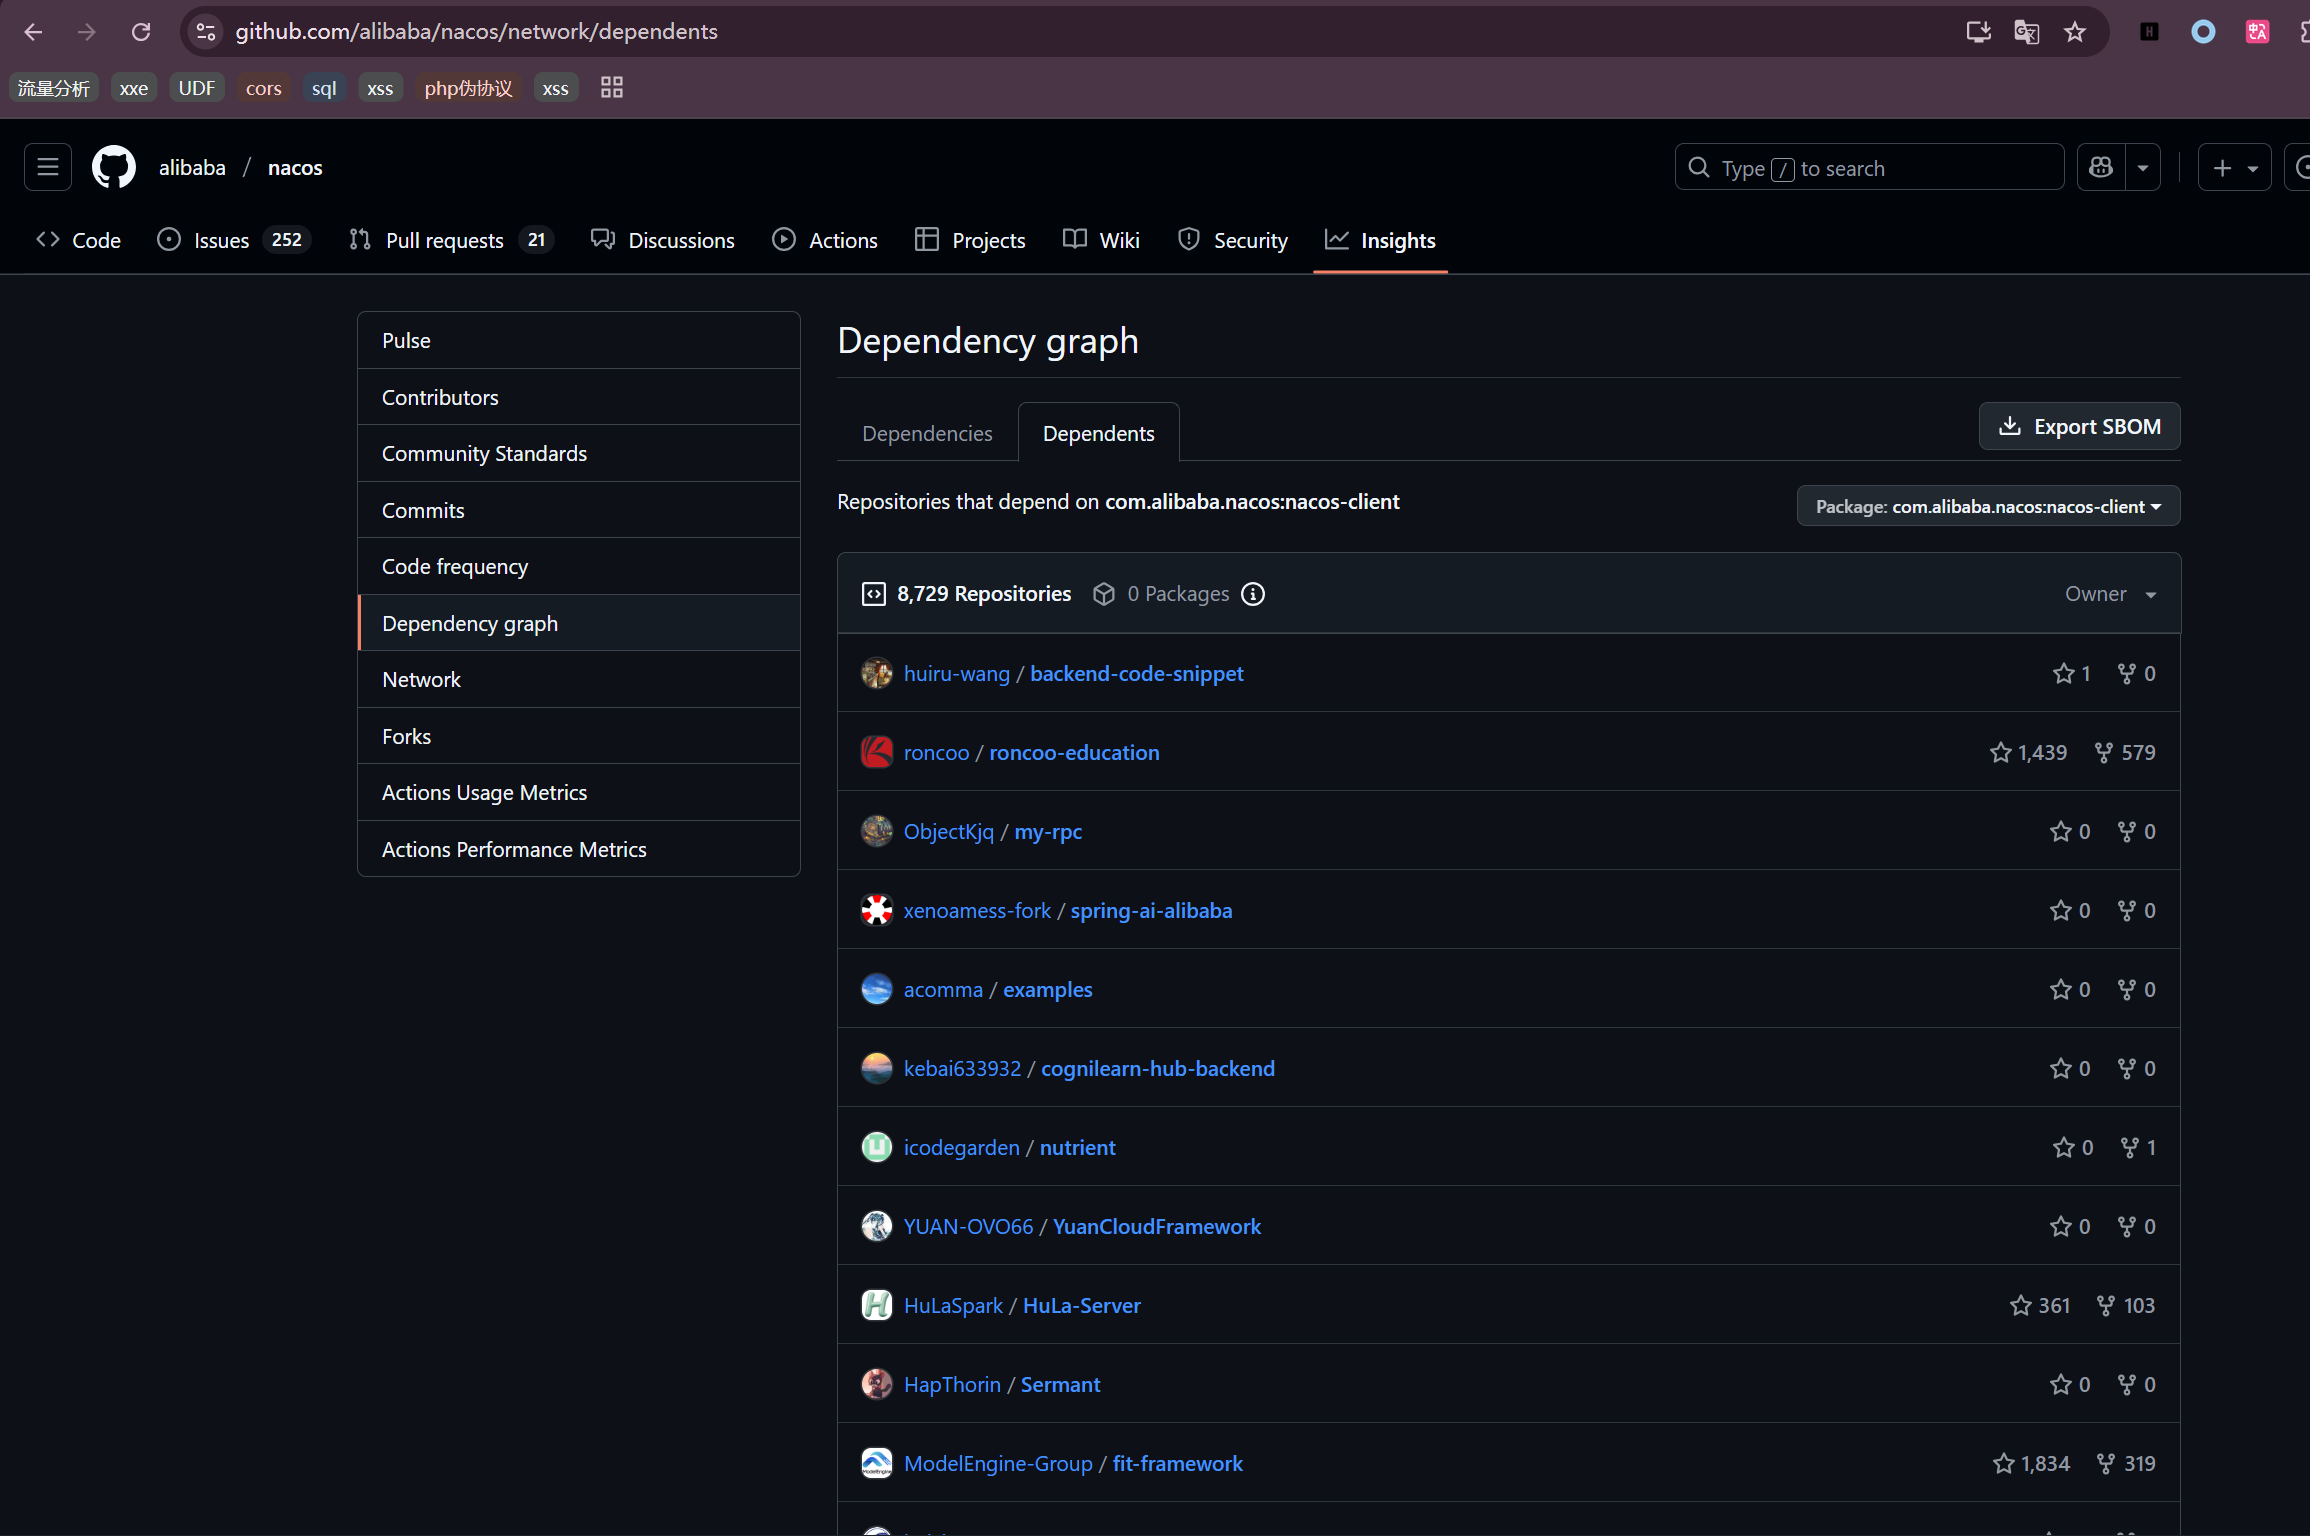 github.com/alibaba/nacos/network/dependents
流量分析 xxe UDF cors sql xss php伪协议 xss
alibaba / nacos
Type / to search
Code Issues 252 Pull requests 21 Discussions Actions Projects Wiki Security Insights
Pulse
Contributors
Community Standards
Commits
Code frequency
Dependency graph
Network
Forks
Actions Usage Metrics
Actions Performance Metrics
Dependency graph
Dependencies Dependents Export SBOM
Repositories that depend on com.alibaba.nacos:nacos-client Package: com.alibaba.nacos:nacos-client
8,729 Repositories 0 Packages Owner
huiru-wang / backend-code-snippet 1 0
roncoo / roncoo-education 1,439 579
ObjectKjq / my-rpc 0 0
xenoamess-fork / spring-ai-alibaba 0 0
acomma / examples 0 0
kebai633932 / cognilearn-hub-backend 0 0
icodegarden / nutrient 0 1
YUAN-OVO66 / YuanCloudFramework 0 0
HuLaSpark / HuLa-Server 361 103
HapThorin / Sermant 0 0
ModelEngine-Group / fit-framework 1,834 319